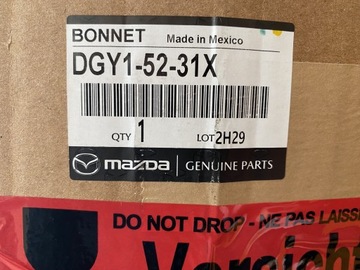 BONNET Made in Mexico
DGY1-52-31X
QTY 1 LOT 2H29
mazda GENUINE PARTS
DO NOT DROP - NE PAS LAISSE